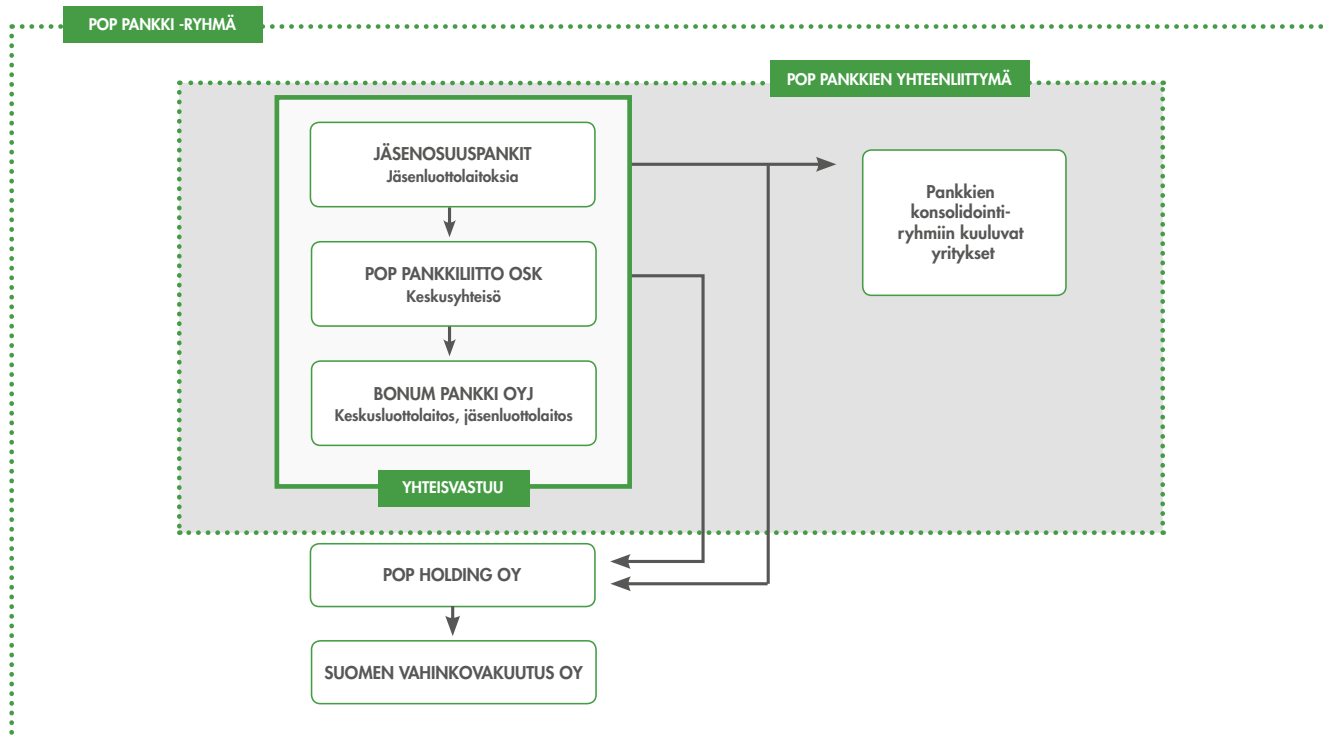 POP PANKKI -RYHMÄ
POP PANKKIEN YHTEENLIITTYMÄ
JÄSENOSUUSPANKIT
Jäsenluottolaitoksia
POP PANKKILIITTO OSK
Keskusyhteisö
BONUM PANKKI OYJ
Keskusluottolaitos, jäsenluottolaitos
YHTEISVASTUU
Pankkien
konsolidointi-
ryhmiin kuuluvat
yritykset
POP HOLDING OY
SUOMEN VAHINKOVAKUUTUS OY